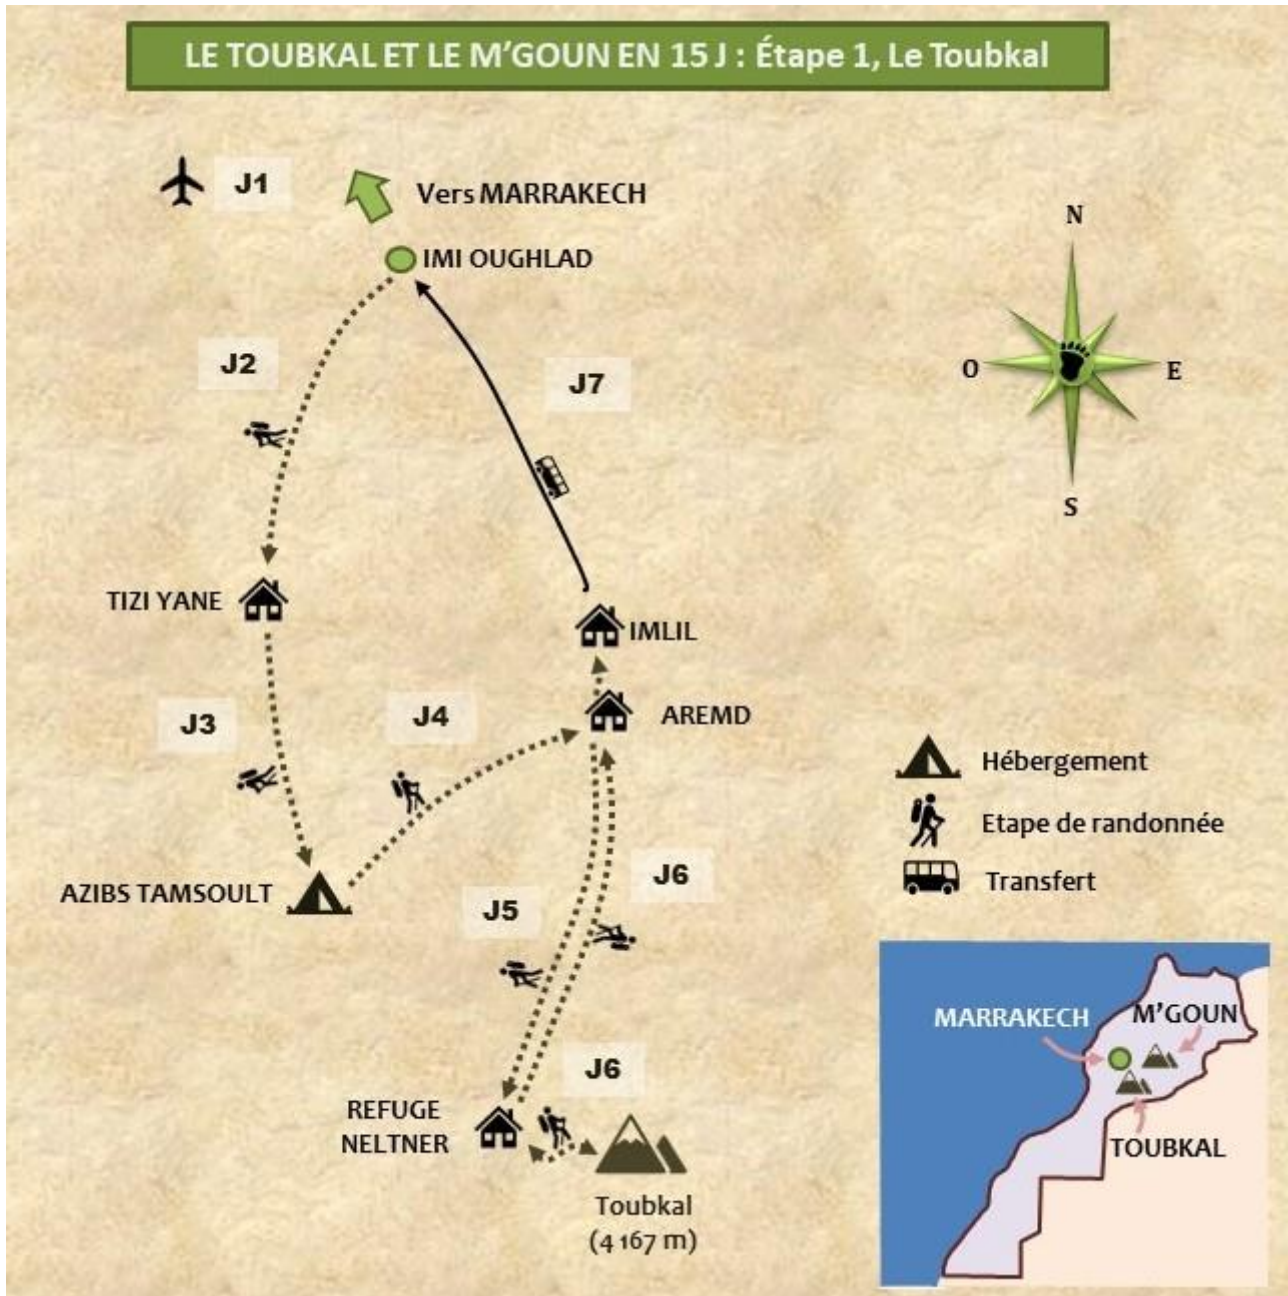 LE TOUBKAL ET LE M’GOUN EN 15 J : Étape 1, Le Toubkal
J1
Vers MARRAKECH
IMI OUGHLAD
N
O
E
S
J2
J7
TIZI YANE
IMLIL
AREMD
J3
J4
Hébergement
Etape de randonnée
Transfert
AZIBS TAMSOULT
J5
J6
J6
REFUGE
NELTNER
Toubkal
(4 167 m)
MARRAKECH
M’GOUN
TOUBKAL